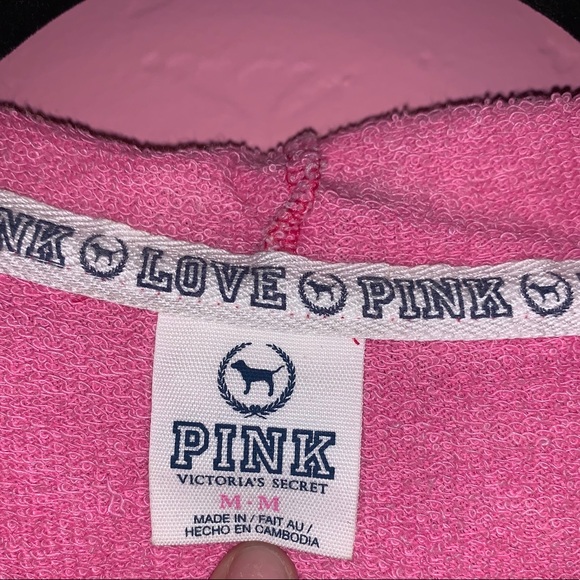 NK LOVE PINK
PINK
VICTORIA'S SECRET
M · M
MADE IN / FAIT AU /
HECHO EN CAMBODIA